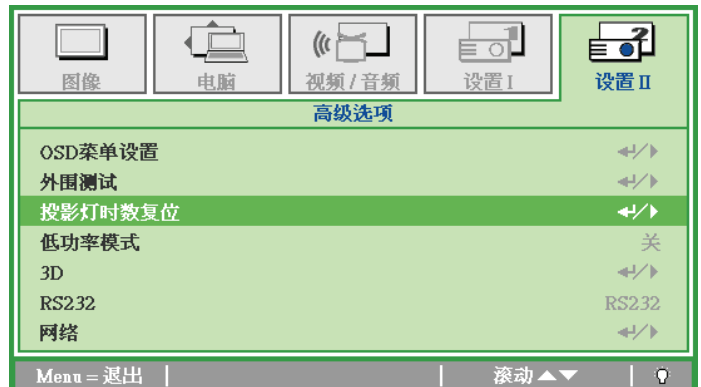 图像 电脑 视频 / 音频 设置 I 设置 II
高级选项
OSD菜单设置
外围测试
投影灯时数复位
低功率模式 关
3D
RS232 RS232
网络
Menu = 退出 滚动▲▼